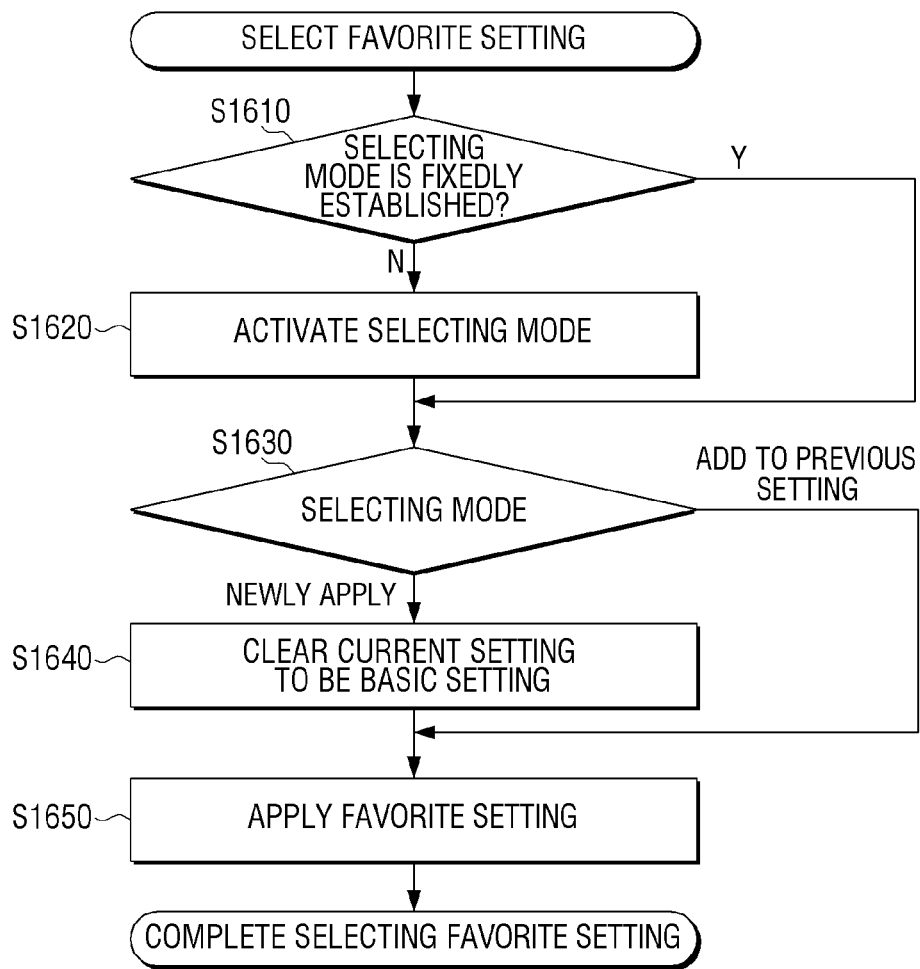 SELECT FAVORITE SETTING
S1610
SELECTING
MODE IS FIXEDLY
ESTABLISHED?
Y
N
S1620
ACTIVATE SELECTING MODE
S1630
SELECTING MODE
ADD TO PREVIOUS
SETTING
NEWLY APPLY
S1640
CLEAR CURRENT SETTING
TO BE BASIC SETTING
S1650
APPLY FAVORITE SETTING
COMPLETE SELECTING FAVORITE SETTING